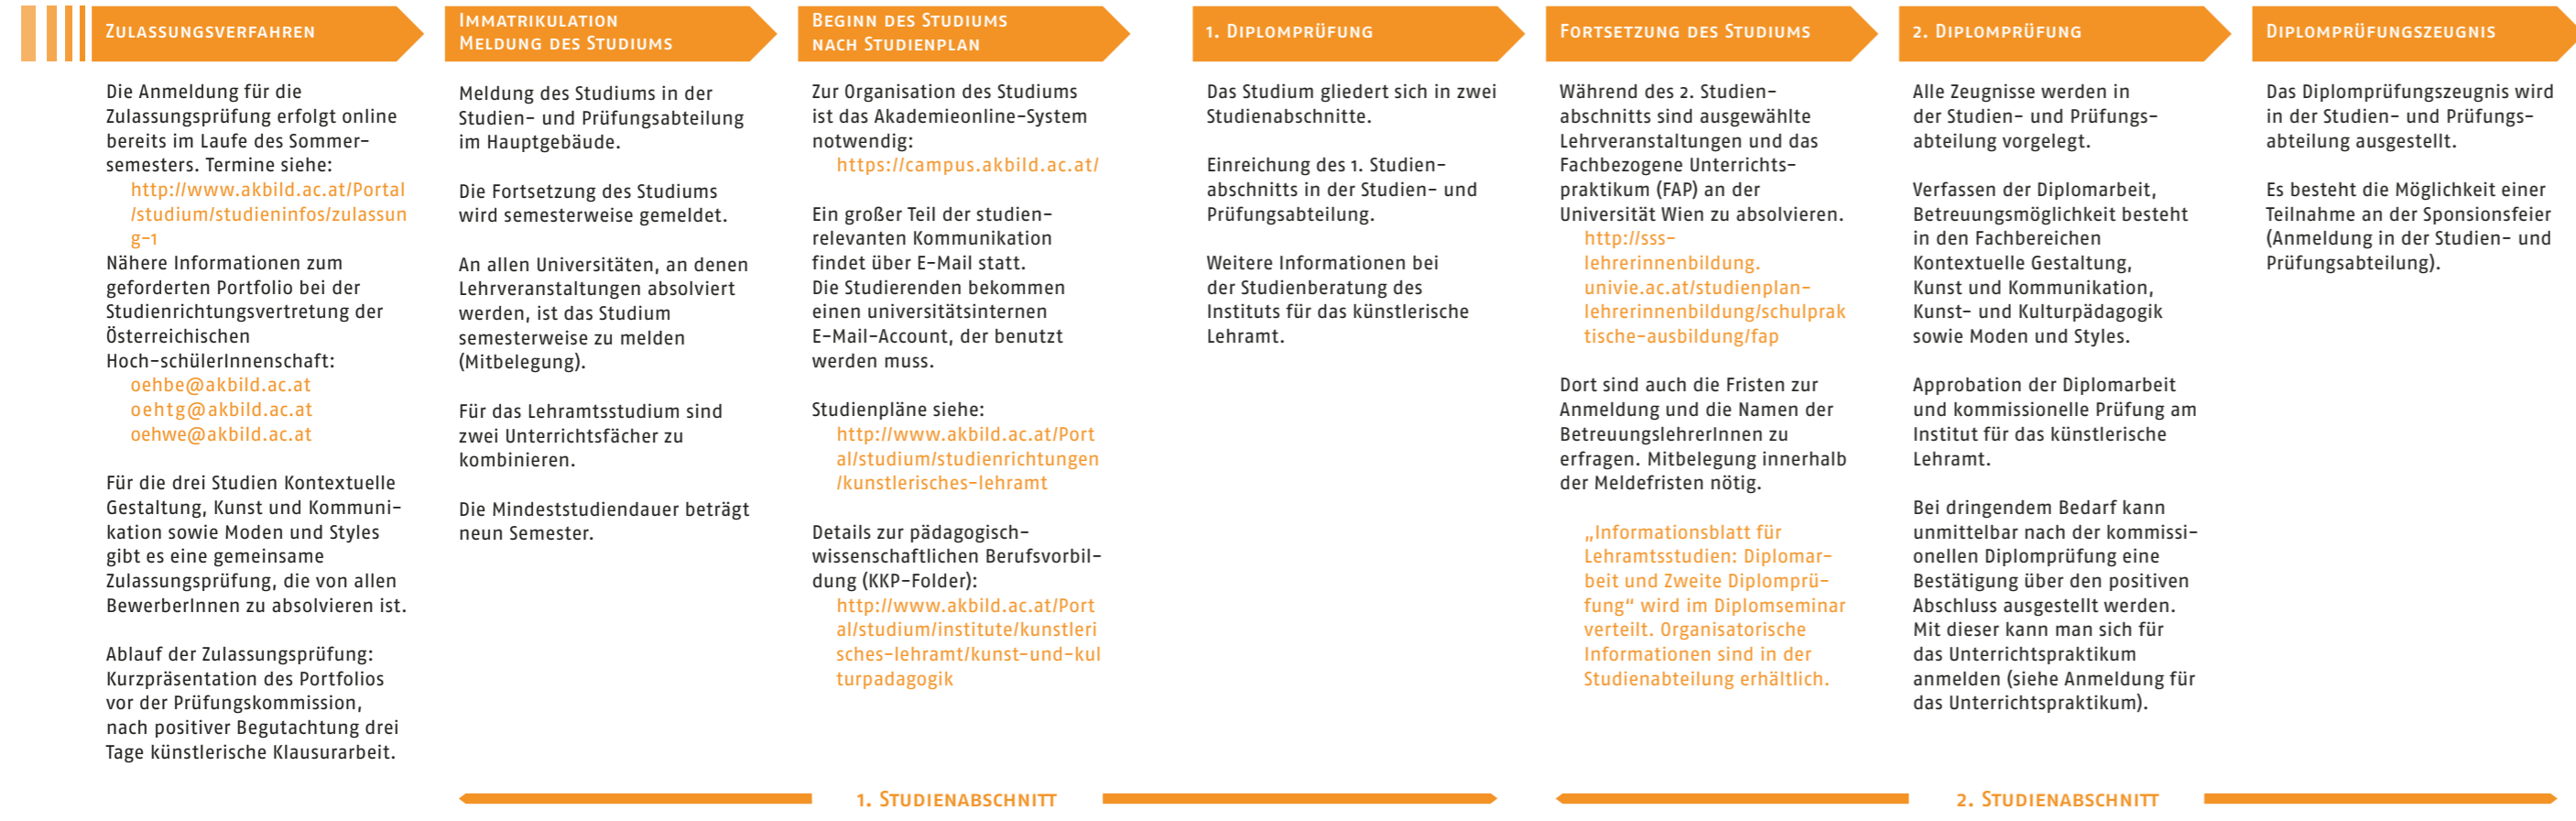 Zulassungsverfahren
Die Anmeldung für die
Zulassungsprüfung erfolgt online
bereits im Laufe des Sommer-
semesters. Termine siehe:
http://www.akbild.ac.at/Portal
/studium/studieninfos/zulassun
g-1
Nähere Informationen zum
geforderten Portfolio bei der
Studienrichtungsvertretung der
Österreichischen
Hoch-schülerInnenschaft:
oehbe@akbild.ac.at
oehtg@akbild.ac.at
oehwe@akbild.ac.at
Für die drei Studien Kontextuelle
Gestaltung, Kunst und Kommuni-
kation sowie Moden und Styles
gibt es eine gemeinsame
Zulassungsprüfung, die von allen
BewerberInnen zu absolvieren ist.
Ablauf der Zulassungsprüfung:
Kurzpräsentation des Portfolios
vor der Prüfungskommission,
nach positiver Begutachtung drei
Tage künstlerische Klausurarbeit.
Immatrikulation
Meldung des Studiums
Meldung des Studiums in der
Studien- und Prüfungsabteilung
im Hauptgebäude.
Die Fortsetzung des Studiums
wird semesterweise gemeldet.
An allen Universitäten, an denen
Lehrveranstaltungen absolviert
werden, ist das Studium
semesterweise zu melden
(Mitbelegung).
Für das Lehramtsstudium sind
zwei Unterrichtsfächer zu
kombinieren.
Die Mindeststudiendauer beträgt
neun Semester.
Beginn des Studiums
nach Studienplan
Zur Organisation des Studiums
ist das Akademieonline-System
notwendig:
https://campus.akbild.ac.at/
Ein großer Teil der studien-
relevanten Kommunikation
findet über E-Mail statt.
Die Studierenden bekommen
einen universitätsinternen
E-Mail-Account, der benutzt
werden muss.
Studienpläne siehe:
http://www.akbild.ac.at/Port
al/studium/studienrichtungen
/kunstlerisches-lehramt
Details zur pädagogisch-
wissenschaftlichen Berufsvorbil-
dung (KKP-Folder):
http://www.akbild.ac.at/Port
al/studium/institute/kunstleri
sches-lehramt/kunst-und-kul
turpadagogik
1. Diplomprüfung
Das Studium gliedert sich in zwei
Studienabschnitte.
Einreichung des 1. Studien-
abschnitts in der Studien- und
Prüfungsabteilung.
Weitere Informationen bei
der Studienberatung des
Instituts für das künstlerische
Lehramt.
Fortsetzung des Studiums
Während des 2. Studien-
abschnitts sind ausgewählte
Lehrveranstaltungen und das
Fachbezogene Unterrichts-
praktikum (FAP) an der
Universität Wien zu absolvieren.
http://sss-
lehrerinnenbildung.
univie.ac.at/studienplan-
lehrerinnenbildung/schulprak
tische-ausbildung/fap
Dort sind auch die Fristen zur
Anmeldung und die Namen der
BetreuungslehrerInnen zu
erfragen. Mitbelegung innerhalb
der Meldefristen nötig.
„Informationsblatt für
Lehramtsstudien: Diplomar-
beit und Zweite Diplomprü-
fung“ wird im Diplomseminar
verteilt. Organisatorische
Informationen sind in der
Studienabteilung erhältlich.
2. Diplomprüfung
Alle Zeugnisse werden in
der Studien- und Prüfungs-
abteilung vorgelegt.
Verfassen der Diplomarbeit,
Betreuungsmöglichkeit besteht
in den Fachbereichen
Kontextuelle Gestaltung,
Kunst und Kommunikation,
Kunst- und Kulturpädagogik
sowie Moden und Styles.
Approbation der Diplomarbeit
und kommissionelle Prüfung am
Institut für das künstlerische
Lehramt.
Bei dringendem Bedarf kann
unmittelbar nach der kommissi-
onellen Diplomprüfung eine
Bestätigung über den positiven
Abschluss ausgestellt werden.
Mit dieser kann man sich für
das Unterrichtspraktikum
anmelden (siehe Anmeldung für
das Unterrichtspraktikum).
Diplomprüfungszeugnis
Das Diplomprüfungszeugnis wird
in der Studien- und Prüfungs-
abteilung ausgestellt.
Es besteht die Möglichkeit einer
Teilnahme an der Sponsionsfeier
(Anmeldung in der Studien- und
Prüfungsabteilung).
1. Studienabschnitt
2. Studienabschnitt